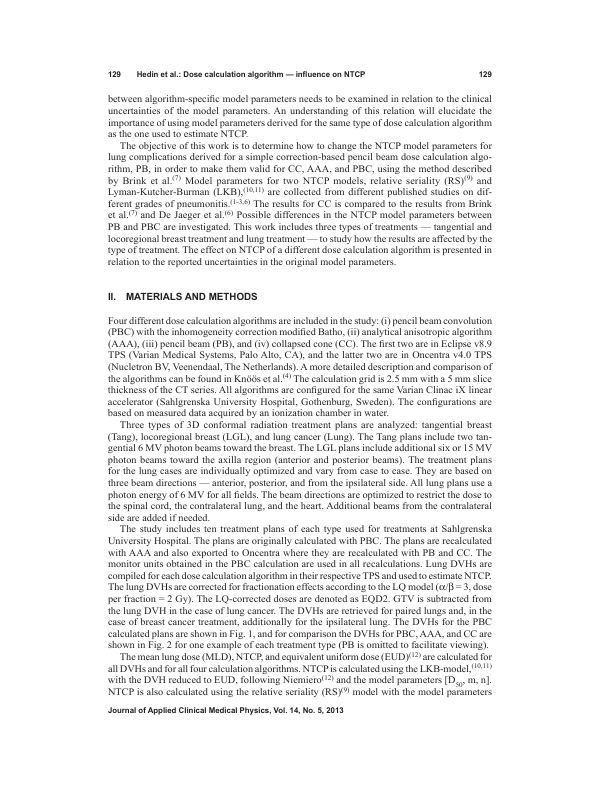 129 Hedin et al.: Dose calculation algorithm — influence on NTCP 129
between algorithm-specific model parameters needs to be examined in relation to the clinical
uncertainties of the model parameters. An understanding of this relation will elucidate the
importance of using model parameters derived for the same type of dose calculation algorithm
as the one used to estimate NTCP.
The objective of this work is to determine how to change the NTCP model parameters for
lung complications derived for a simple correction-based pencil beam dose calculation algo-
rithm, PB, in order to make them valid for CC, AAA, and PBC, using the method described
by Brink et al.(7) Model parameters for two NTCP models, relative seriality (RS)(9) and
Lyman-Kutcher-Burman (LKB),(10,11) are collected from different published studies on dif-
ferent grades of pneumonitis.(1-3,6) The results for CC is compared to the results from Brink
et al.(7) and De Jaeger et al.(6) Possible differences in the NTCP model parameters between
PB and PBC are investigated. This work includes three types of treatments — tangential and
locoregional breast treatment and lung treatment — to study how the results are affected by the
type of treatment. The effect on NTCP of a different dose calculation algorithm is presented in
relation to the reported uncertainties in the original model parameters.
II. MATERIALS AND METHODS
Four different dose calculation algorithms are included in the study: (i) pencil beam convolution
(PBC) with the inhomogeneity correction modified Batho, (ii) analytical anisotropic algorithm
(AAA), (iii) pencil beam (PB), and (iv) collapsed cone (CC). The first two are in Eclipse v8.9
TPS (Varian Medical Systems, Palo Alto, CA), and the latter two are in Oncentra v4.0 TPS
(Nucletron BV, Veenendaal, The Netherlands). A more detailed description and comparison of
the algorithms can be found in Knöös et al.(4) The calculation grid is 2.5 mm with a 5 mm slice
thickness of the CT series. All algorithms are configured for the same Varian Clinac iX linear
accelerator (Sahlgrenska University Hospital, Gothenburg, Sweden). The configurations are
based on measurement data acquired by an ionization chamber in water.
Three types of 3D conformal radiation treatment plans are analyzed: tangential breast
(Tang), locoregional breast (LGL), and lung cancer (Lung). The Tang plans include two tan-
gential 6 MV photon beams toward the breast. The LGL plans include additional six or 15 MV
photon beams toward the axilla region (anterior and posterior beams). The treatment plans
for the lung cases are individually optimized and vary from case to case. They are based on
three beam directions — anterior, posterior, and from the ipsilateral side. All lung plans use a
photon energy of 6 MV for all fields. The beam directions are optimized to restrict the dose to
the spinal cord, the contralateral lung, and the heart. Additional beams from the contralateral
side are added if needed.
The study includes ten treatment plans of each type used for treatments at Sahlgrenska
University Hospital. The plans are originally calculated with PBC. The plans are recalculated
with AAA and also exported to Oncentra where they are recalculated with PB and CC. The
monitor units obtained in the PBC calculation are used in all recalculations. Lung DVHs are
compiled for each dose calculation algorithm in their respective TPS and used to estimate NTCP.
The lung DVHs are corrected for fractionation effects according to the LQ model (α/β = 3, dose
per fraction = 2 Gy). The LQ-corrected doses are denoted as EQD2. GTV is subtracted from
the lung DVH in the case of lung cancer. The DVHs are retrieved for paired lungs and, in the
case of breast cancer treatment, additionally for the ipsilateral lung. The DVHs for the PBC
calculated plans are shown in Fig. 1, and for comparison the DVHs for PBC, AAA, and CC are
shown in Fig. 2 for one example of each treatment type (PB is omitted to facilitate viewing).
The mean lung dose (MLD), NTCP, and equivalent uniform dose (EUD)(12) are calculated for
all DVHs and for all four calculation algorithms. NTCP is calculated using the LKB-model,(10,11)
with the DVH reduced to EUD, following Niemiero(12) and the model parameters [D50, m, n].
NTCP is also calculated using the relative seriality (RS)(9) model with the model parameters
Journal of Applied Clinical Medical Physics, Vol. 14, No. 5, 2013